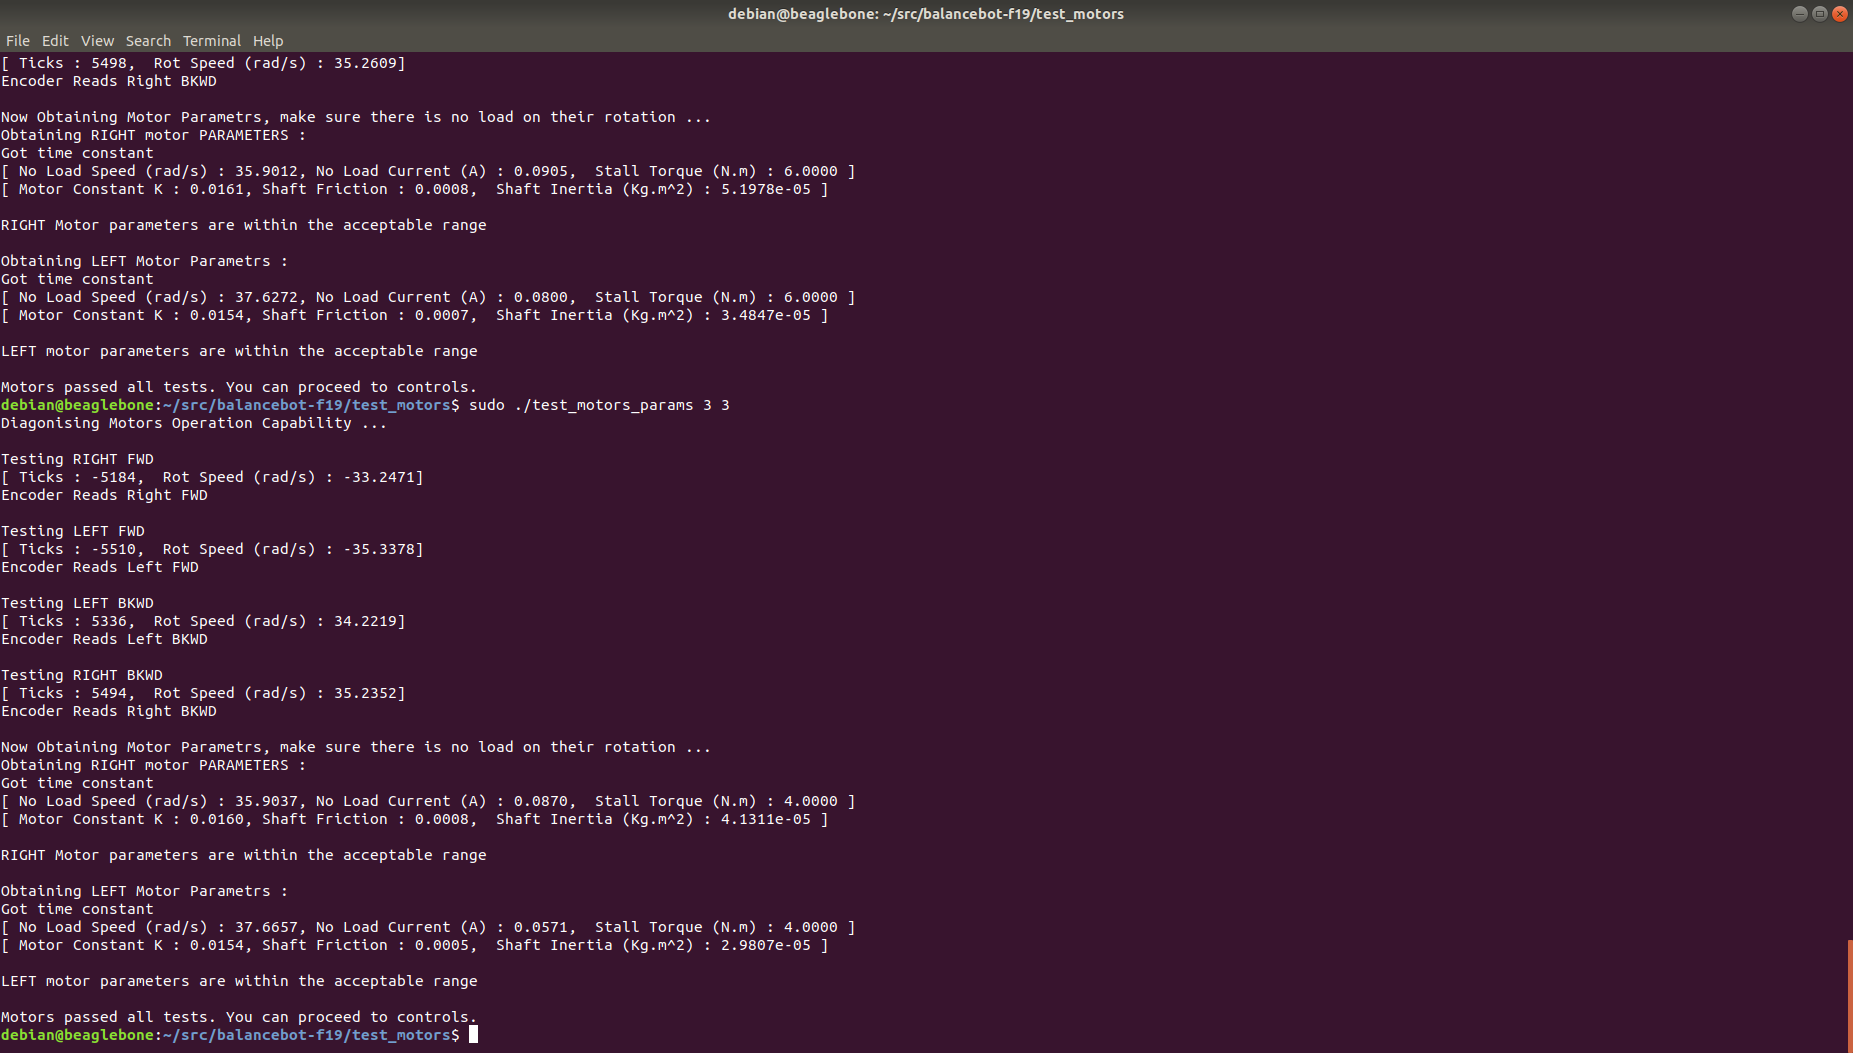 debian@beaglebone: ~/src/balancebot-f19/test_motors
File Edit View Search Terminal Help
[ Ticks : 5498,  Rot Speed (rad/s) : 35.2609]
Encoder Reads Right BKWD
Now Obtaining Motor Parametrs, make sure there is no load on their rotation ...
Obtaining RIGHT motor PARAMETERS :
Got time constant
[ No Load Speed (rad/s) : 35.9012, No Load Current (A) : 0.0905,  Stall Torque (N.m) : 6.0000 ]
[ Motor Constant K : 0.0161, Shaft Friction : 0.0008,  Shaft Inertia (Kg.m^2) : 5.1978e-05 ]
RIGHT Motor parameters are within the acceptable range
Obtaining LEFT Motor Parametrs :
Got time constant
[ No Load Speed (rad/s) : 37.6272, No Load Current (A) : 0.0800,  Stall Torque (N.m) : 6.0000 ]
[ Motor Constant K : 0.0154, Shaft Friction : 0.0007,  Shaft Inertia (Kg.m^2) : 3.4847e-05 ]
LEFT motor parameters are within the acceptable range
Motors passed all tests. You can proceed to controls.
debian@beaglebone:~/src/balancebot-f19/test_motors$ sudo ./test_motors_params 3 3
Diagonising Motors Operation Capability ...
Testing RIGHT FWD
[ Ticks : -5184,  Rot Speed (rad/s) : -33.2471]
Encoder Reads Right FWD
Testing LEFT FWD
[ Ticks : -5510,  Rot Speed (rad/s) : -35.3378]
Encoder Reads Left FWD
Testing LEFT BKWD
[ Ticks : 5336,  Rot Speed (rad/s) : 34.2219]
Encoder Reads Left BKWD
Testing RIGHT BKWD
[ Ticks : 5494,  Rot Speed (rad/s) : 35.2352]
Encoder Reads Right BKWD
Now Obtaining Motor Parametrs, make sure there is no load on their rotation ...
Obtaining RIGHT motor PARAMETERS :
Got time constant
[ No Load Speed (rad/s) : 35.9037, No Load Current (A) : 0.0870,  Stall Torque (N.m) : 4.0000 ]
[ Motor Constant K : 0.0160, Shaft Friction : 0.0008,  Shaft Inertia (Kg.m^2) : 4.1311e-05 ]
RIGHT Motor parameters are within the acceptable range
Obtaining LEFT Motor Parametrs :
Got time constant
[ No Load Speed (rad/s) : 37.6657, No Load Current (A) : 0.0571,  Stall Torque (N.m) : 4.0000 ]
[ Motor Constant K : 0.0154, Shaft Friction : 0.0005,  Shaft Inertia (Kg.m^2) : 2.9807e-05 ]
LEFT motor parameters are within the acceptable range
Motors passed all tests. You can proceed to controls.
debian@beaglebone:~/src/balancebot-f19/test_motors$